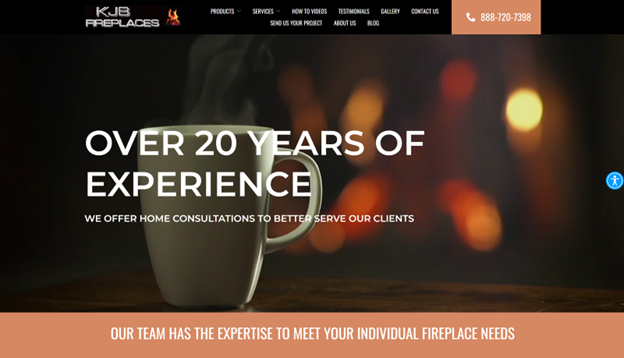 KJB
FIREPLACES
PRODUCTS
SERVICES
HOW TO VIDEOS
TESTIMONIALS
GALLERY
CONTACT US
SEND US YOUR PROJECT
ABOUT US
BLOG
888-720-7398
OVER 20 YEARS OF
EXPERIENCE
WE OFFER HOME CONSULTATIONS TO BETTER SERVE OUR CLIENTS
OUR TEAM HAS THE EXPERTISE TO MEET YOUR INDIVIDUAL FIREPLACE NEEDS